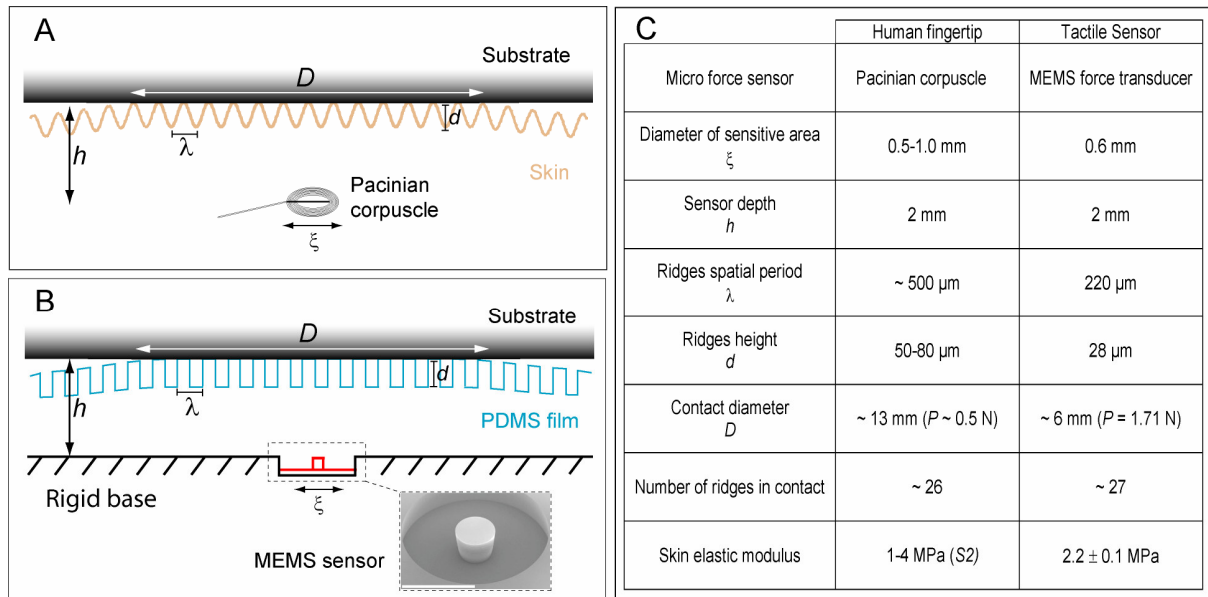 A
Substrate
D
d
λ
h
Skin
Pacinian
corpuscle
ξ
B
Substrate
D
d
λ
h
PDMS film
Rigid base
ξ
MEMS sensor
C
Human fingertip Tactile Sensor
Micro force sensor Pacinian corpuscle MEMS force transducer
Diameter of sensitive area
ξ
0.5-1.0 mm 0.6 mm
Sensor depth
h
2 mm 2 mm
Ridges spatial period
λ
~ 500 µm 220 µm
Ridges height
d
50-80 µm 28 µm
Contact diameter
D
~ 13 mm (P ~ 0.5 N) ~ 6 mm (P = 1.71 N)
Number of ridges in contact ~ 26 ~ 27
Skin elastic modulus 1-4 MPa (S2) 2.2 ± 0.1 MPa